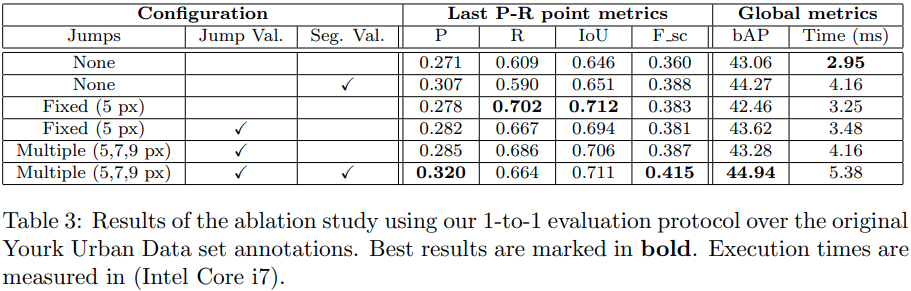 Configuration Last P-R point metrics Global metrics
Jumps Jump Val. Seg. Val. P R IoU F_sc bAP Time (ms)
None 0.271 0.609 0.646 0.360 43.06 2.95
None ✓ 0.307 0.590 0.651 0.388 44.27 4.16
Fixed (5 px) 0.278 0.702 0.712 0.383 42.46 3.25
Fixed (5 px) ✓ 0.282 0.667 0.694 0.381 43.62 3.48
Multiple (5,7,9 px) ✓ 0.285 0.686 0.706 0.387 43.28 4.16
Multiple (5,7,9 px) ✓ ✓ 0.320 0.664 0.711 0.415 44.94 5.38
Table 3: Results of the ablation study using our 1-to-1 evaluation protocol over the original
Yourk Urban Data set annotations. Best results are marked in bold. Execution times are
measured in (Intel Core i7).